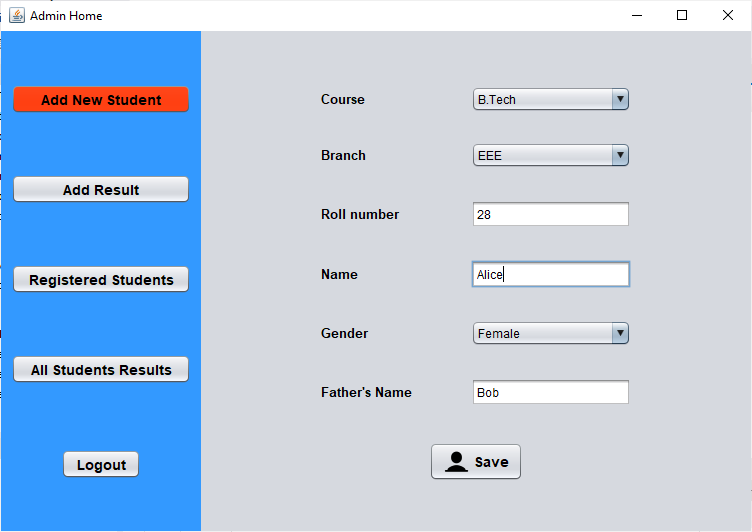 Admin Home
Add New Student
Add Result
Registered Students
All Students Results
Logout
Course B.Tech
Branch EEE
Roll number 28
Name Alice
Gender Female
Father's Name Bob
Save